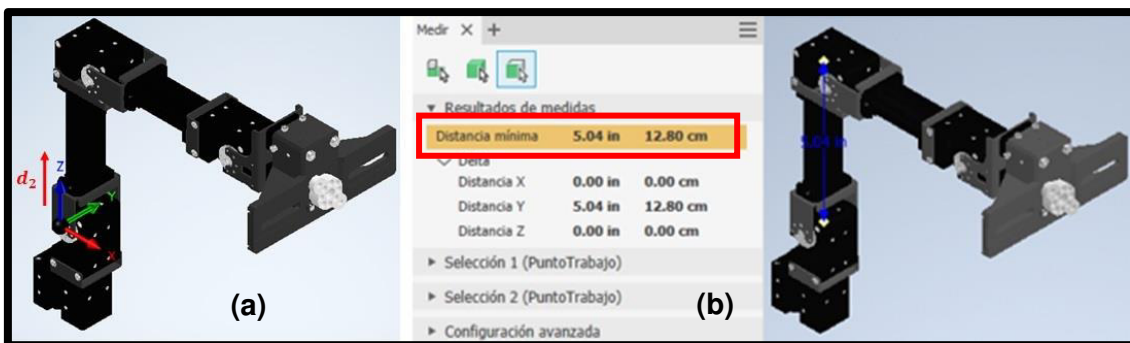 d₂
Z
Y
X
(a)
Medir × +
▼ Resultados de medidas
Distancia mínima 5.04 in 12.80 cm
Delta
Distancia X 0.00 in 0.00 cm
Distancia Y 5.04 in 12.80 cm
Distancia Z 0.00 in 0.00 cm
▶ Selección 1 (PuntoTrabajo)
▶ Selección 2 (PuntoTrabajo)
▶ Configuración avanzada
(b)
5.04 in